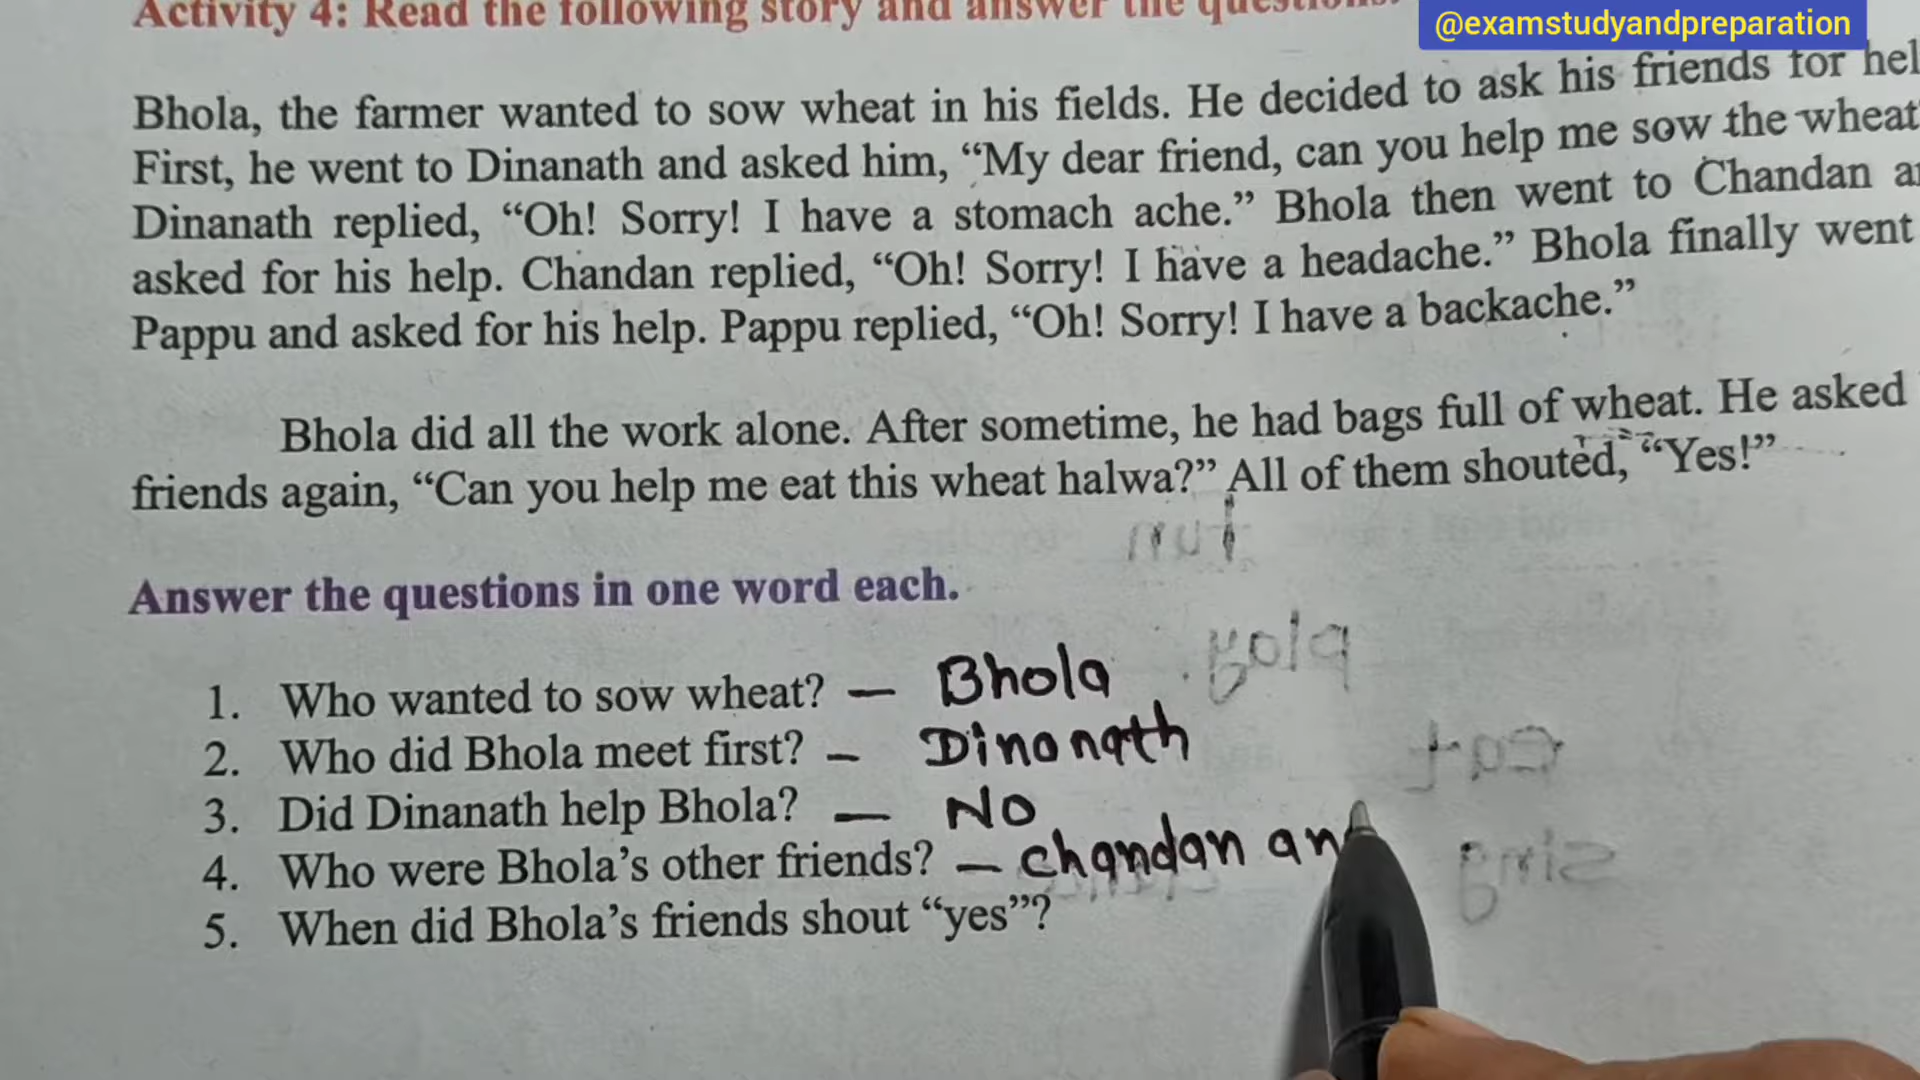 Activity 4: Read the following story and answer the questions.
@examstudyandpreparation
Bhola, the farmer wanted to sow wheat in his fields. He decided to ask his friends for hel
First, he went to Dinanath and asked him, “My dear friend, can you help me sow the wheat
Dinanath replied, “Oh! Sorry! I have a stomach ache.” Bhola then went to Chandan an
asked for his help. Chandan replied, “Oh! Sorry! I have a headache.” Bhola finally went
Pappu and asked for his help. Pappu replied, “Oh! Sorry! I have a backache.”
Bhola did all the work alone. After sometime, he had bags full of wheat. He asked
friends again, “Can you help me eat this wheat halwa?” All of them shouted, “Yes!”
Answer the questions in one word each.
1. Who wanted to sow wheat? — Bhola
2. Who did Bhola meet first? – Dinanath
3. Did Dinanath help Bhola? — NO
4. Who were Bhola’s other friends? – Chandan an
5. When did Bhola’s friends shout “yes”?